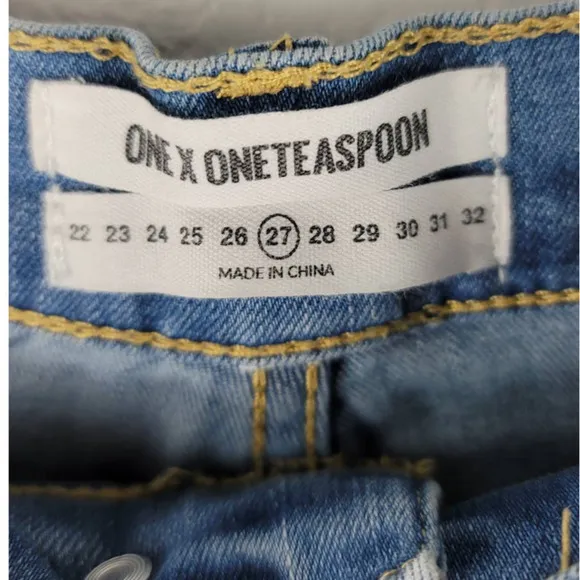 ONE X ONETEASPOON
22 23 24 25 26 27 28 29 30 31 32
MADE IN CHINA